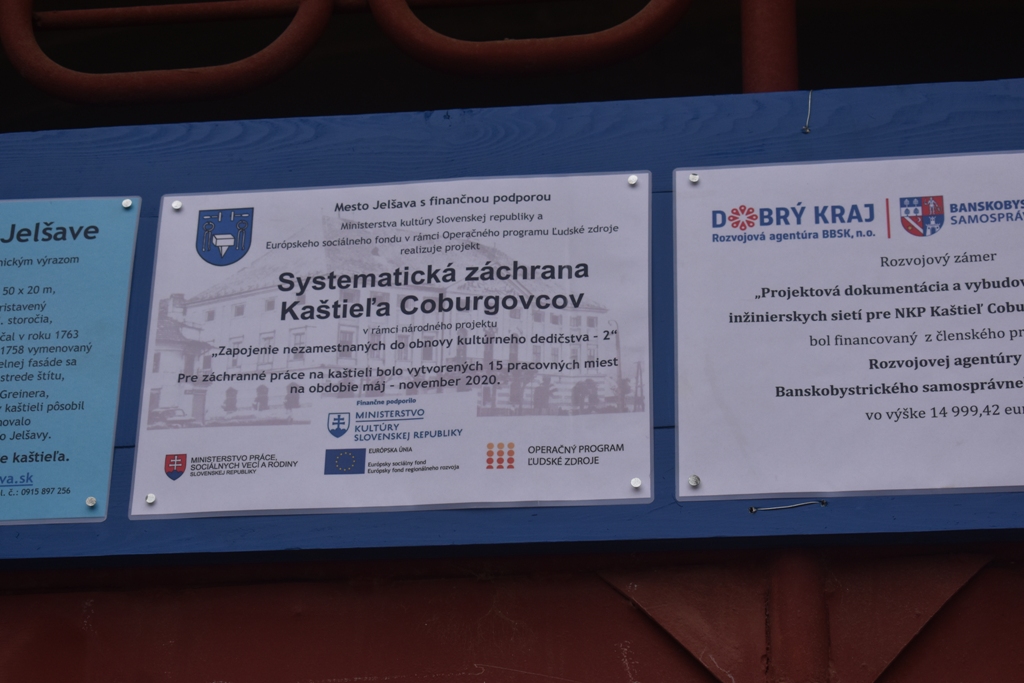 Jelšave
nickým výrazom
50 x 20 m,
storočia,
čal v roku 1763
1758 vymenovaný
elnej fasáde sa
strede štítu,
Greinera,
kaštieli pôsobil
novalo
o Jelšavy.
e kaštieľa.
va.sk
l. č.: 0915 897 256
Mesto Jelšava s finančnou podporou
Ministerstva kultúry Slovenskej republiky a
Európskeho sociálneho fondu v rámci Operačného programu Ľudské zdroje
realizuje projekt
Systematická záchrana
Kaštieľa Coburgovcov
v rámci národného projektu
„Zapojenie nezamestnaných do obnovy kultúrneho dedičstva - 2“
Pre záchranné práce na kaštieli bolo vytvorených 15 pracovných miest
na obdobie máj - november 2020.
Finančne podporilo
MINISTERSTVO
KULTÚRY
SLOVENSKEJ REPUBLIKY
MINISTERSTVO PRÁCE,
SOCIÁLNYCH VECÍ A RODINY
SLOVENSKEJ REPUBLIKY
EURÓPSKA ÚNIA
Európsky sociálny fond
Európsky fond regionálneho rozvoja
OPERAČNÝ PROGRAM
ĽUDSKÉ ZDROJE
DOBRÝ KRAJ
Rozvojová agentúra BBSK, n.o.
BANSKOBYS
SAMOSPRÁV
Rozvojový zámer
„Projektová dokumentácia a vybudov
inžinierskych sietí pre NKP Kaštieľ Cobu
bol financovaný z členského pr
Rozvojovej agentúry
Banskobystrického samosprávne
vo výške 14 999,42 eur